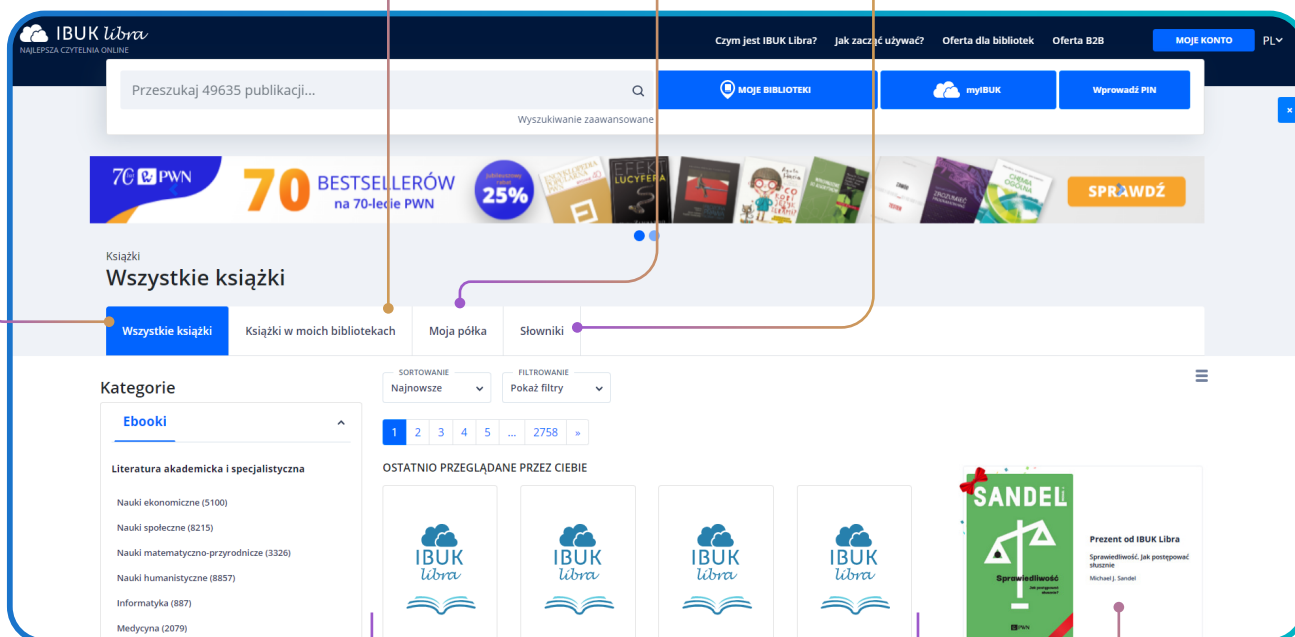 IBUK libra
NAJLEPSZA CZYTELNIA ONLINE
Czym jest IBUK Libra?
Jak zacząć używać?
Oferta dla bibliotek
Oferta B2B
MOJE KONTO
PL
Przeszukaj 49635 publikacji...
MOJE BIBLIOTEKI
myIBUK
Wprowadź PIN
Wyszukiwanie zaawansowane
PWN
70 BESTSELLERÓW
na 70-lecie PWN
25%
LUCYFERA
CHEMIA
OGÓLNA
SPRAWDŹ
Książki
Wszystkie książki
Wszystkie książki
Książki w moich bibliotekach
Moja półka
Słowniki
Kategorie
SORTOWANIE
Najnowsze
FILTROWANIE
Pokaż filtry
Ebooki
1 2 3 4 5 ... 2758 »
Literatura akademicka i specjalistyczna
OSTATNIO PRZEGLĄDANE PRZEZ CIEBIE
Nauki ekonomiczne (5100)
Nauki społeczne (8215)
Nauki matematyczno-przyrodnicze (3326)
Nauki humanistyczne (8857)
Informatyka (887)
Medycyna (2079)
IBUK
libra
IBUK
libra
IBUK
libra
IBUK
libra
SANDEL
Sprawiedliwość
PWN
Prezent od IBUK Libra
Sprawiedliwość. Jak postępować
słusznie
Michael J. Sandel